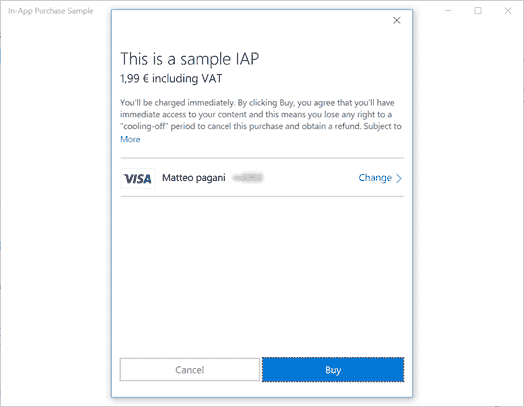 In-App Purchase Sample
This is a sample IAP
1,99 € including VAT
You'll be charged immediately. By clicking Buy, you agree that you'll have
immediate access to your content and this means you lose any right to a
"cooling-off" period to cancel this purchase and obtain a refund. Subject to
More
VISA Matteo pagani Change
Cancel Buy